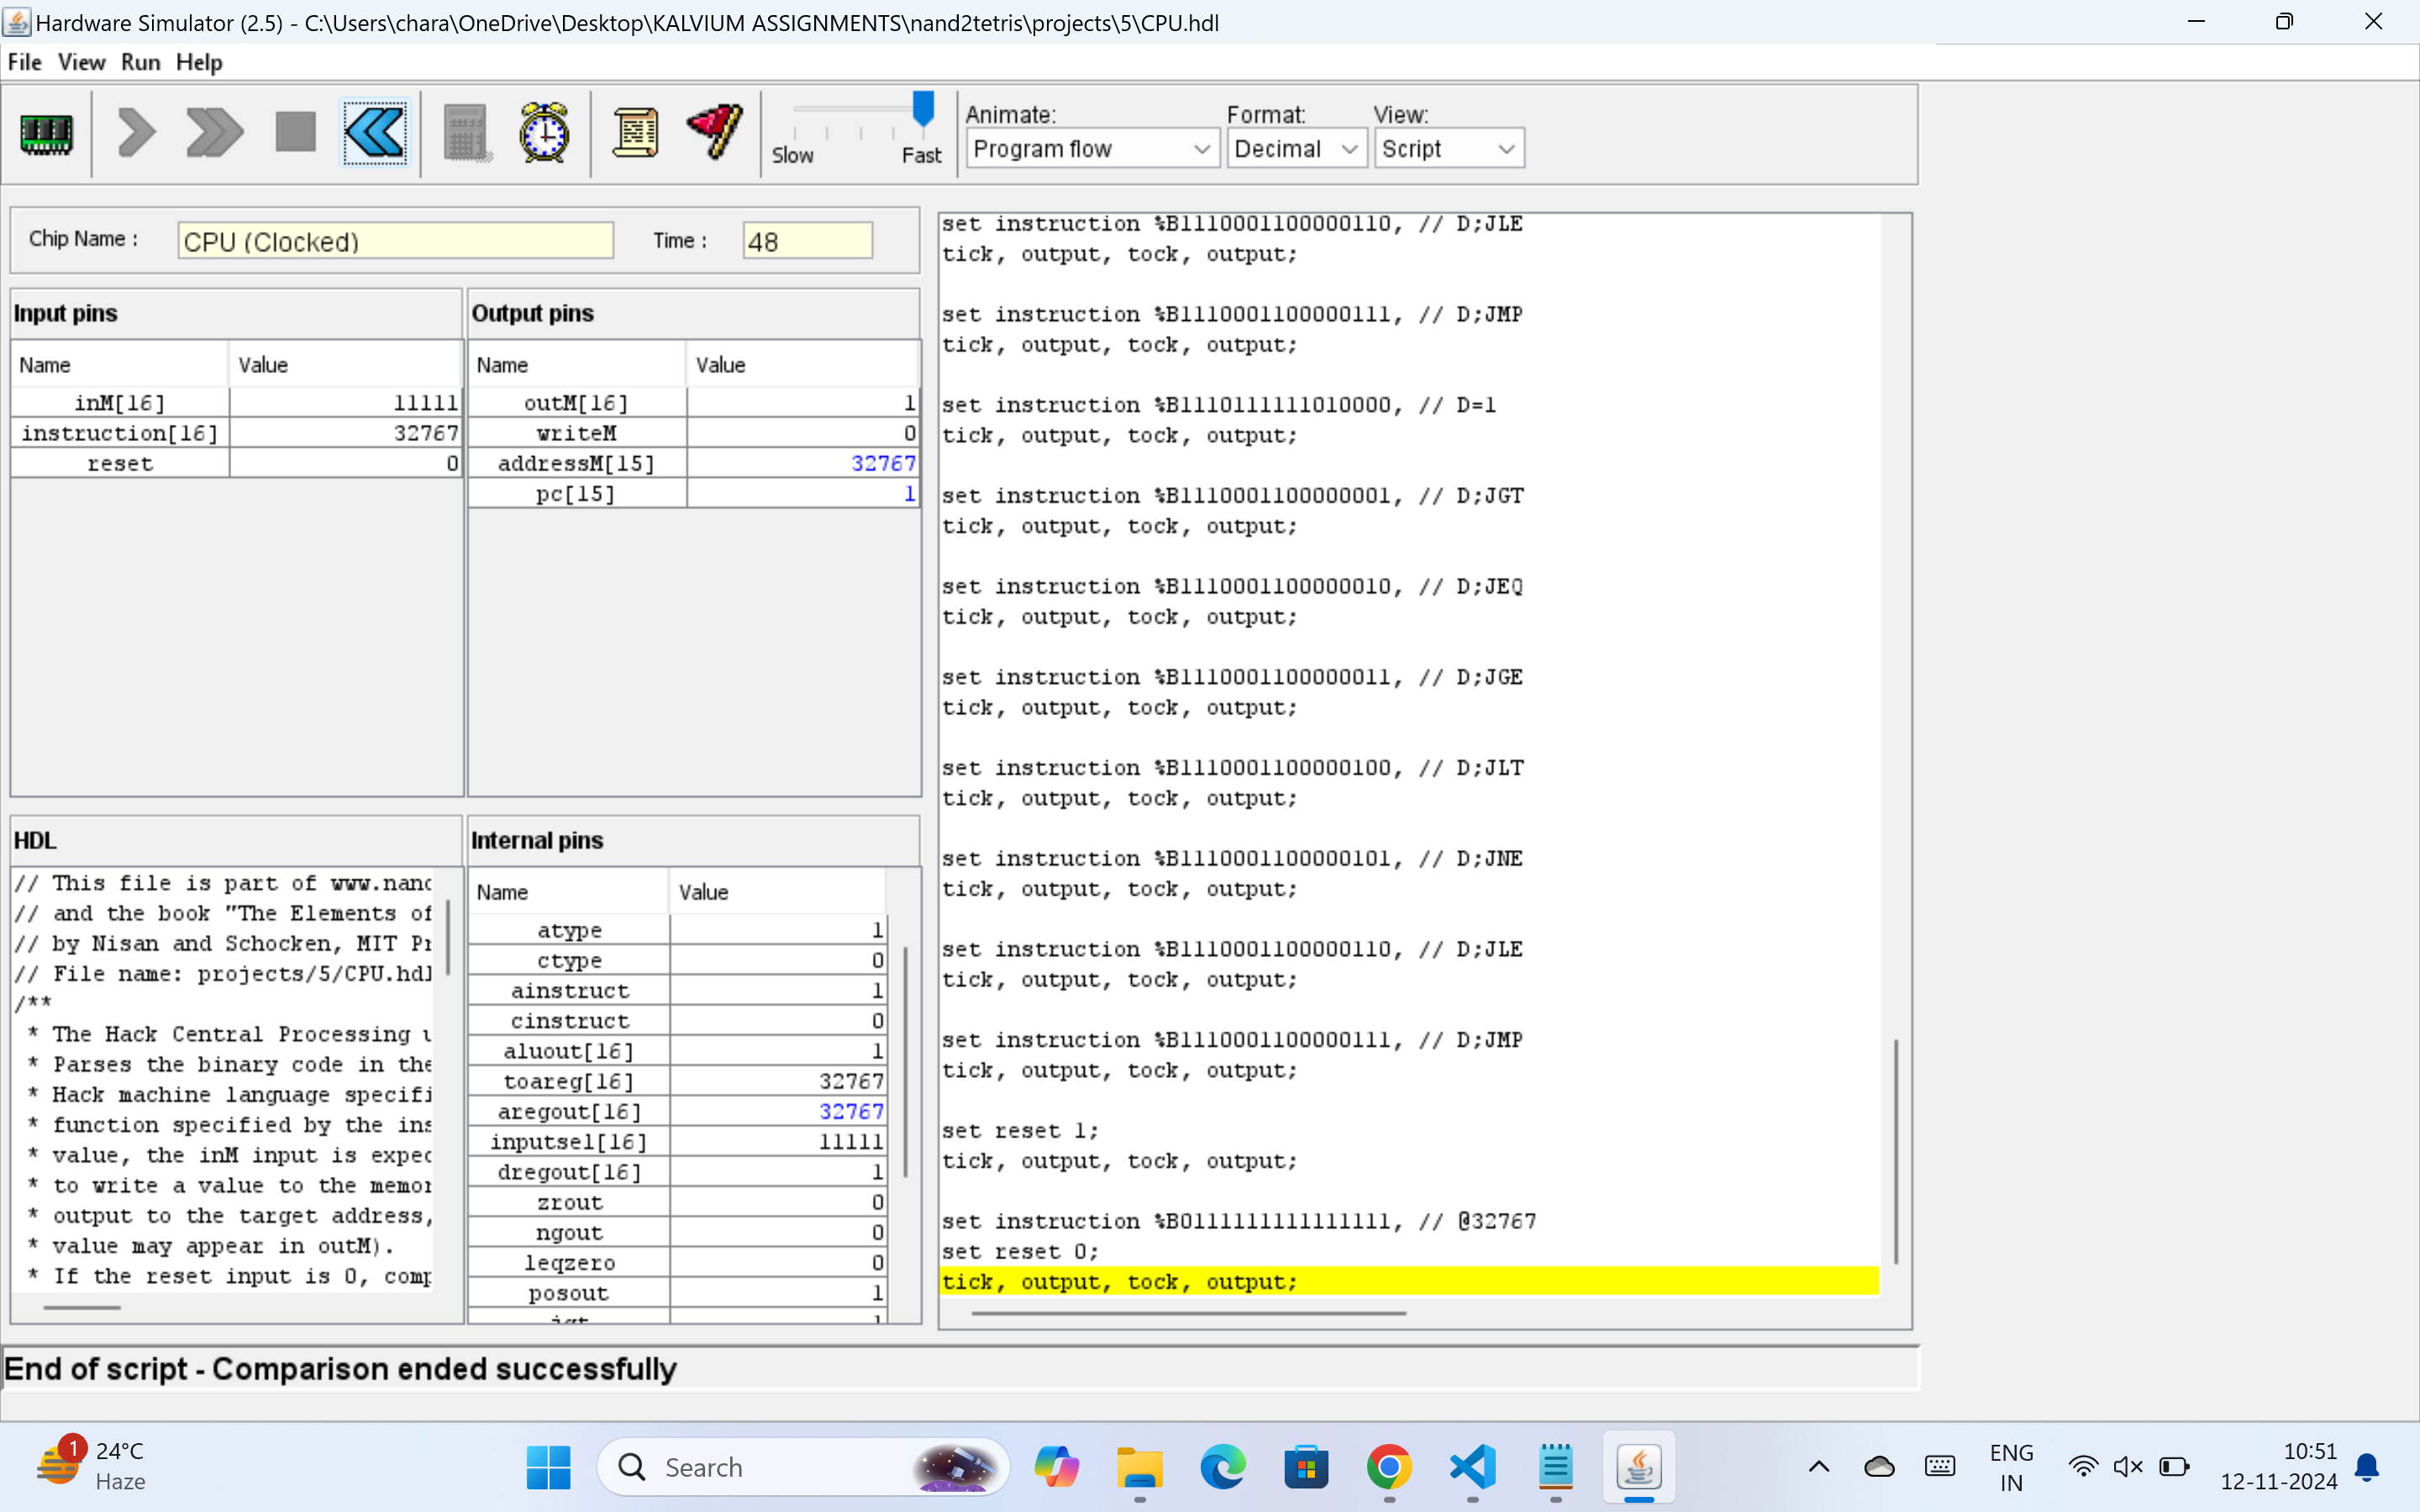 Hardware Simulator (2.5) - C:\Users\chara\OneDrive\Desktop\KALVIUM ASSIGNMENTS\nand2tetris\projects\5\CPU.hdl
File View Run Help
Slow Fast
Animate: Format: View:
Program flow Decimal Script
Chip Name : CPU (Clocked) Time : 48
Input pins
Name Value
inM[16] 11111
instruction[16] 32767
reset 0
Output pins
Name Value
outM[16] 1
writeM 0
addressM[15] 32767
pc[15] 1
HDL
// This file is part of www.nand
// and the book "The Elements of
// by Nisan and Schocken, MIT Pr
// File name: projects/5/CPU.hdl
/**
* The Hack Central Processing u
* Parses the binary code in the
* Hack machine language specifi
* function specified by the ins
* value, the inM input is expec
* to write a value to the memor
* output to the target address,
* value may appear in outM).
* If the reset input is 0, comp
Internal pins
Name Value
atype 1
ctype 0
ainstruct 1
cinstruct 0
aluout[16] 1
toareg[16] 32767
aregout[16] 32767
inputsel[16] 11111
dregout[16] 1
zrout 0
ngout 0
leqzero 0
posout 1
jgt 1
set instruction %B1110001100000110, // D;JLE
tick, output, tock, output;
set instruction %B1110001100000111, // D;JMP
tick, output, tock, output;
set instruction %B1110111111010000, // D=1
tick, output, tock, output;
set instruction %B1110001100000001, // D;JGT
tick, output, tock, output;
set instruction %B1110001100000010, // D;JEQ
tick, output, tock, output;
set instruction %B1110001100000011, // D;JGE
tick, output, tock, output;
set instruction %B1110001100000100, // D;JLT
tick, output, tock, output;
set instruction %B1110001100000101, // D;JNE
tick, output, tock, output;
set instruction %B1110001100000110, // D;JLE
tick, output, tock, output;
set instruction %B1110001100000111, // D;JMP
tick, output, tock, output;
set reset 1;
tick, output, tock, output;
set instruction %B0111111111111111, // @32767
set reset 0;
tick, output, tock, output;
End of script - Comparison ended successfully
1
24°C
Haze
Search
ENG
IN
10:51
12-11-2024